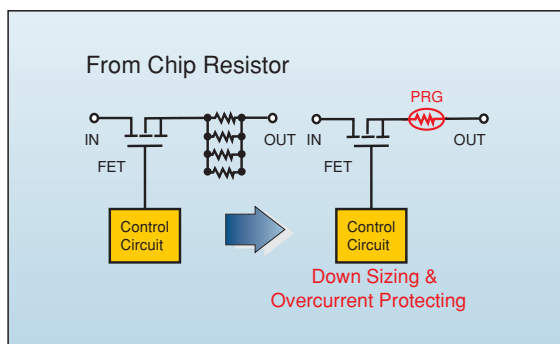 From Chip Resistor
IN
FET
OUT
Control
Circuit
PRG
IN
FET
OUT
Control
Circuit
Down Sizing &
Overcurrent Protecting